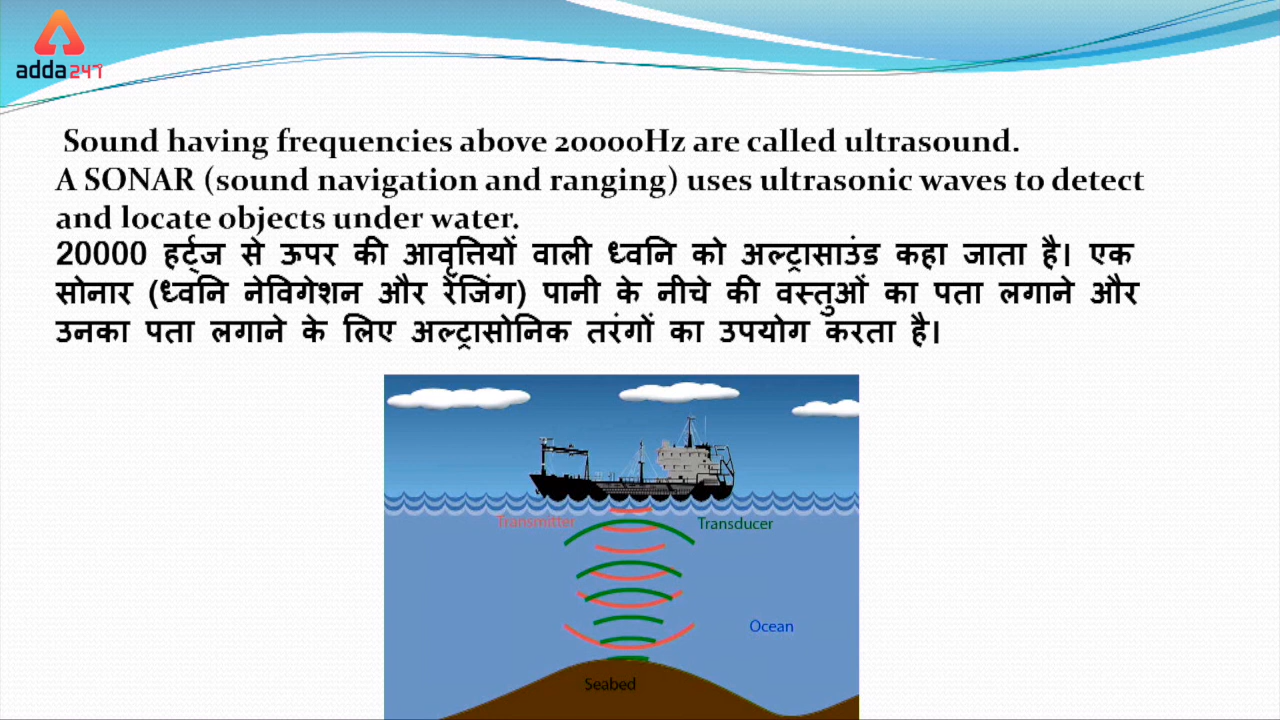 adda247
Sound having frequencies above 20000Hz are called ultrasound.
A SONAR (sound navigation and ranging) uses ultrasonic waves to detect
and locate objects under water.
20000 हर्ट्ज से ऊपर की आवृत्तियों वाली ध्वनि को अल्ट्रासाउंड कहा जाता है। एक
सोनार (ध्वनि नेविगेशन और रेंजिंग) पानी के नीचे की वस्तुओं का पता लगाने और
उनका पता लगाने के लिए अल्ट्रासोनिक तरंगों का उपयोग करता है।
Transmitter
Transducer
Ocean
Seabed